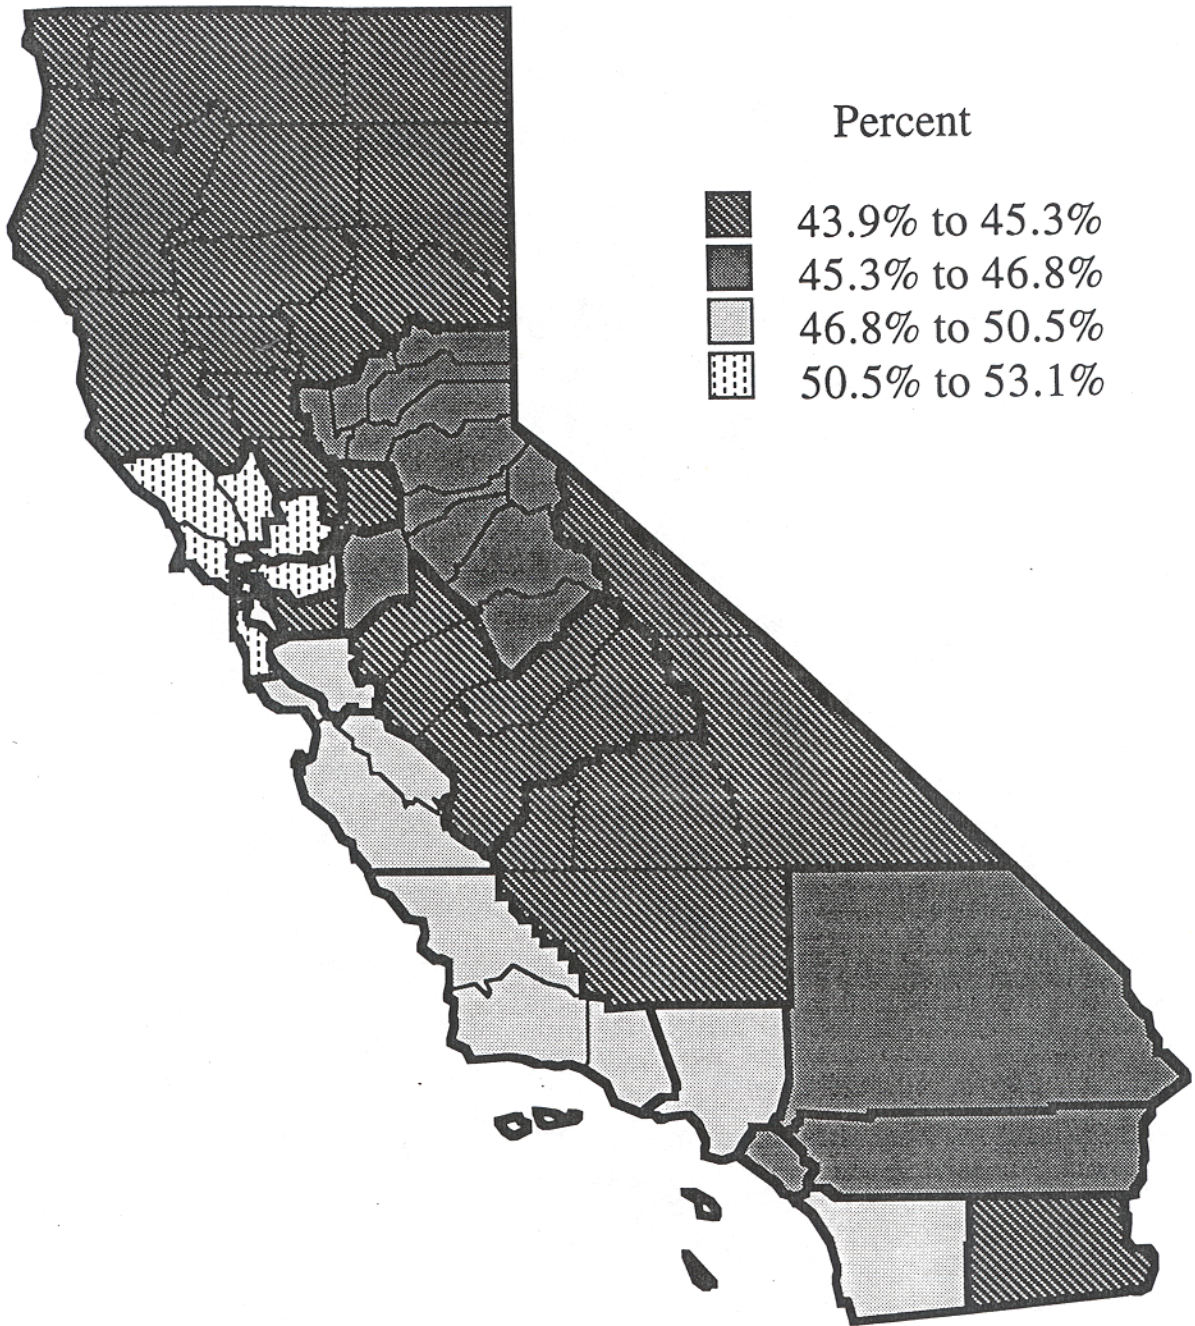 Percent
43.9% to 45.3%
45.3% to 46.8%
46.8% to 50.5%
50.5% to 53.1%